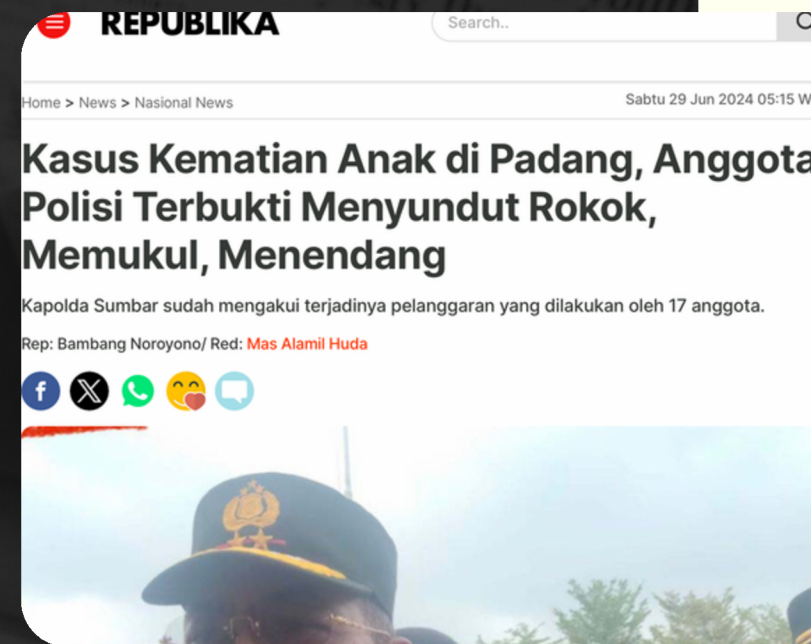 REPUBLIKA
Search..
Home > News > Nasional News
Sabtu 29 Jun 2024 05:15 W
Kasus Kematian Anak di Padang, Anggota
Polisi Terbukti Menyundut Rokok,
Memukul, Menendang
Kapolda Sumbar sudah mengakui terjadinya pelanggaran yang dilakukan oleh 17 anggota.
Rep: Bambang Noroyono/ Red: Mas Alamil Huda